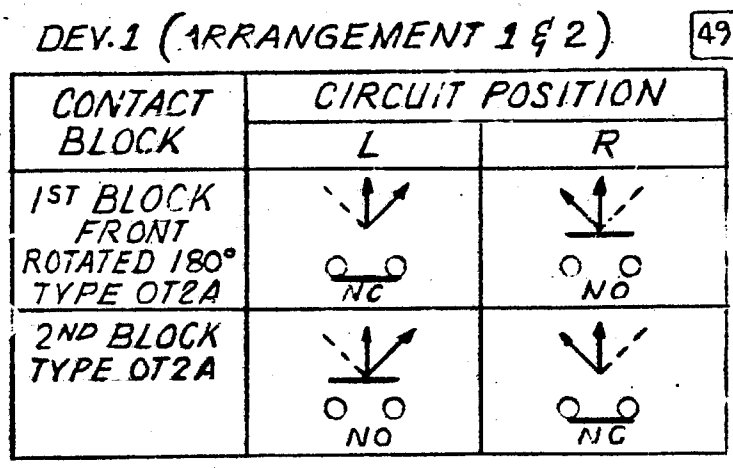 DEV.1 (ARRANGEMENT 1 & 2)
49
CONTACT
BLOCK
CIRCUIT POSITION
L
R
1ST BLOCK
FRONT
ROTATED 180°
TYPE OT2A
NC
NO
2ND BLOCK
TYPE OT2A
NO
NC